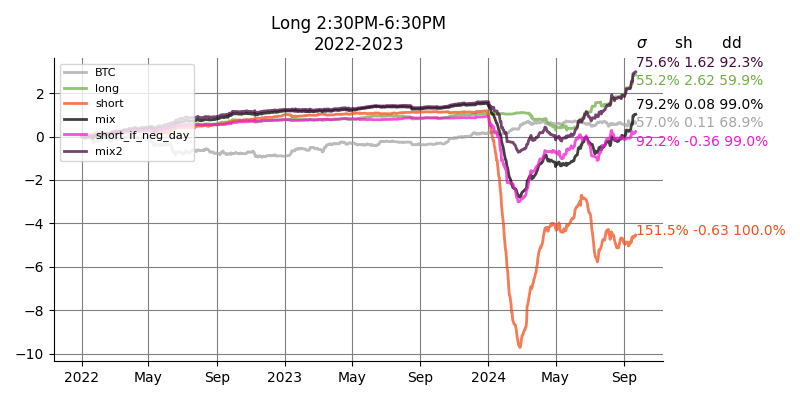 Long 2:30PM-6:30PM
2022-2023
σ sh dd
75.6% 1.62 92.3%
55.2% 2.62 59.9%
79.2% 0.08 99.0%
57.0% 0.11 68.9%
92.2% -0.36 99.0%
151.5% -0.63 100.0%
BTC
long
short
mix
short_if_neg_day
mix2
2
0
−2
−4
−6
−8
−10
2022 May Sep 2023 May Sep 2024 May Sep